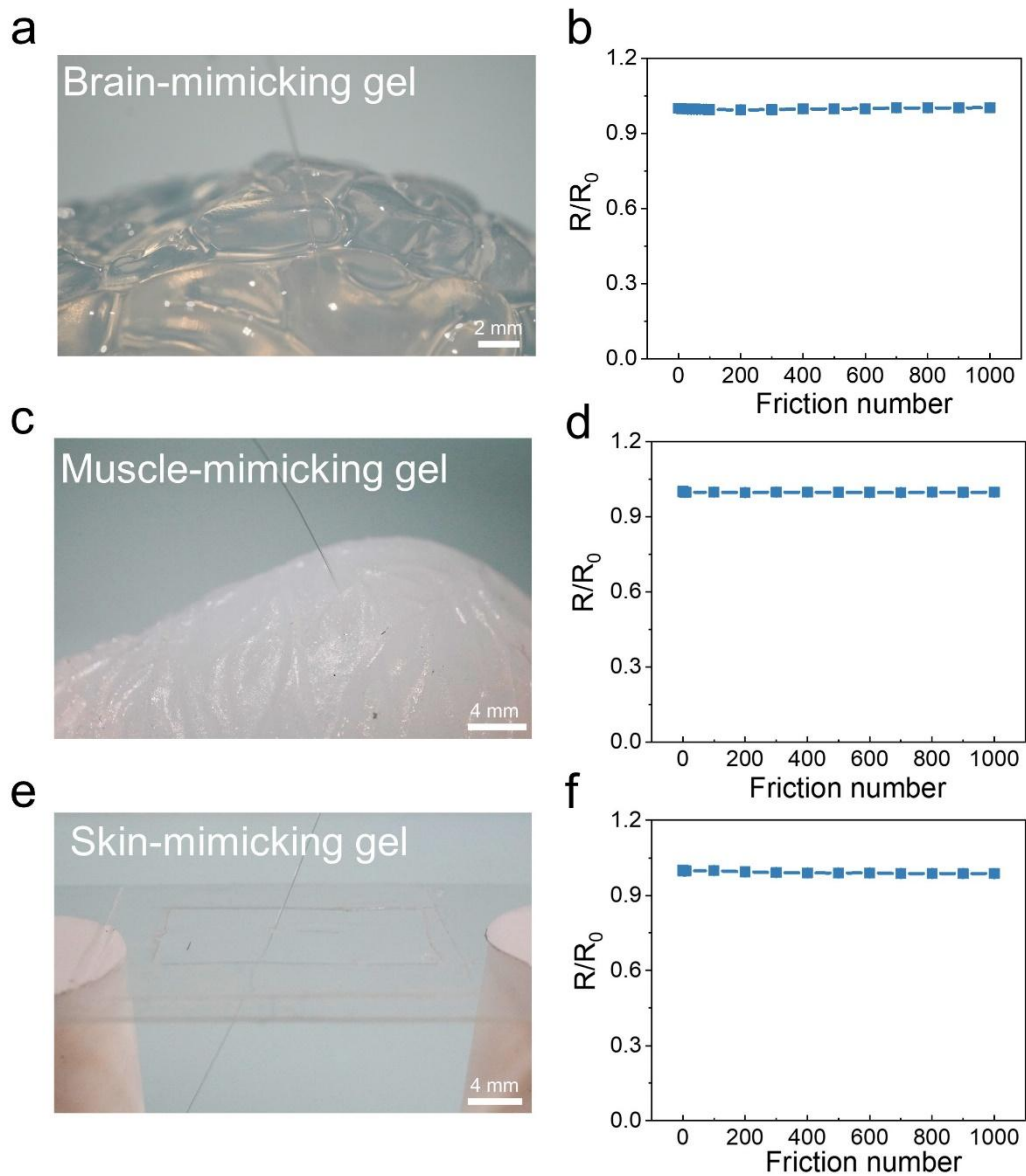 a
Brain-mimicking gel
2 mm
b
1.2
0.9
0.6
0.3
0.0
R/R₀
0 200 400 600 800 1000
Friction number
c
Muscle-mimicking gel
4 mm
d
1.2
0.9
0.6
0.3
0.0
R/R₀
0 200 400 600 800 1000
Friction number
e
Skin-mimicking gel
4 mm
f
1.2
0.9
0.6
0.3
0.0
R/R₀
0 200 400 600 800 1000
Friction number